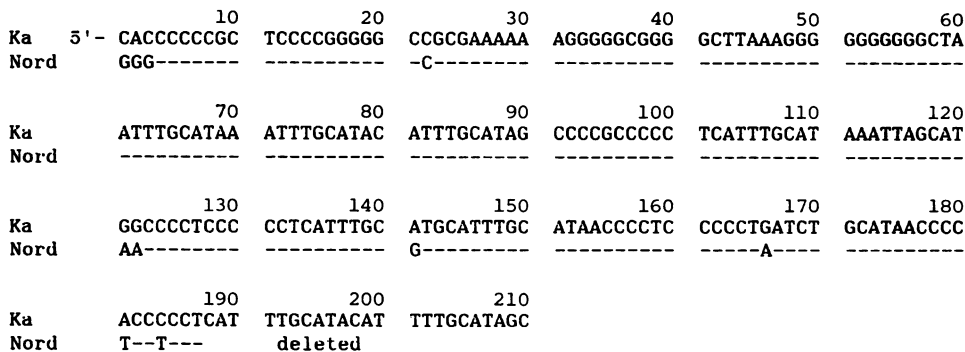 10 20 30 40 50 60
Ka 5'- CACCCCCCGC TCCCCGGGGG CCGCGAAAAA AGGGGGCGGG GCTTAAAGGG GGGGGGGCTA
Nord GGG------- ---------- -C-------- ---------- ---------- ----------
70 80 90 100 110 120
Ka ATTTGCATAA ATTTGCATAC ATTTGCATAG CCCCGCCCCC TCATTTGCAT AAATTAGCAT
Nord ---------- ---------- ---------- ---------- ---------- ----------
130 140 150 160 170 180
Ka GGCCCCTCCC CCTCATTTGC ATGCATTTGC ATAACCCCTC CCCCTGATCT GCATAACCCC
Nord AA-------- ---------- G--------- ---------- ------A--- ----------
190 200 210
Ka ACCCCCTCAT TTGCATACAT TTTGCATAGC
Nord T--T--- deleted